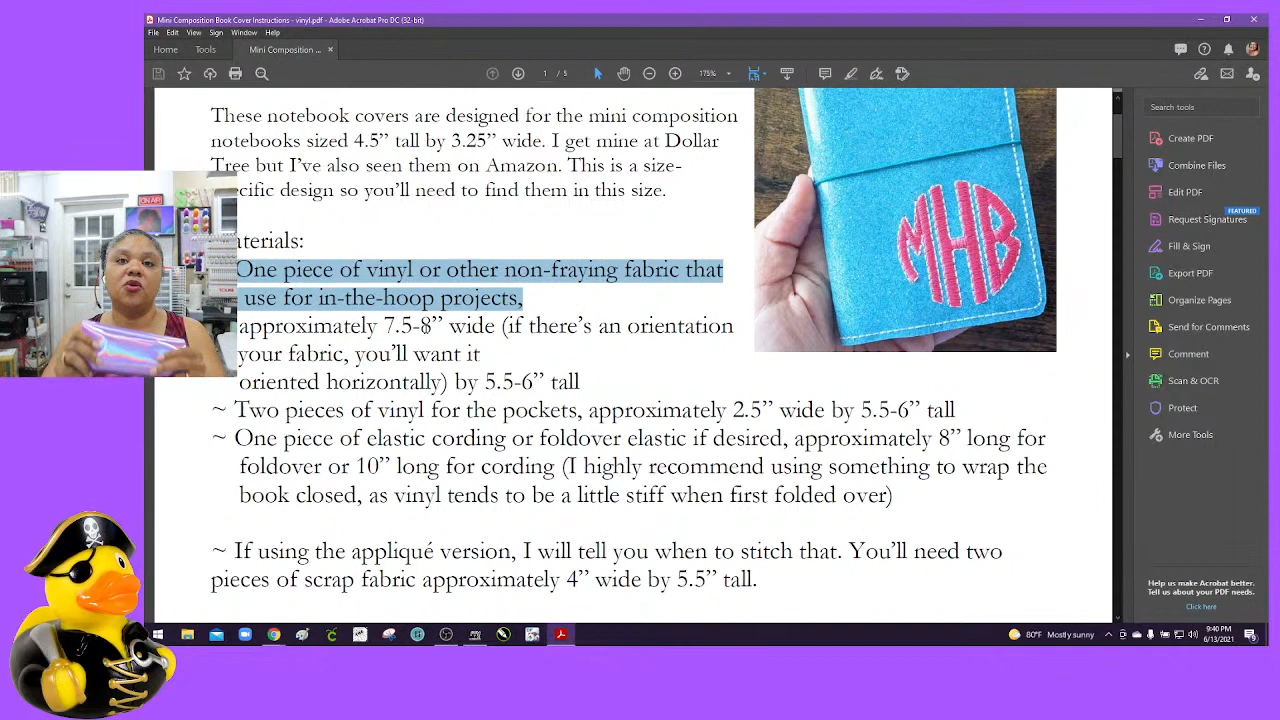 Mini Composition Book Cover Instructions - vinyl.pdf - Adobe Acrobat Pro DC (32-bit)
File Edit View Sign Window Help
Home Tools Mini Composition ... ×
1 / 5 175%
These notebook covers are designed for the mini composition
notebooks sized 4.5” tall by 3.25” wide. I get mine at Dollar
Tree but I’ve also seen them on Amazon. This is a size-
specific design so you’ll need to find them in this size.
ON AIR
aterials:
One piece of vinyl or other non-fraying fabric that
use for in-the-hoop projects,
approximately 7.5-8” wide (if there’s an orientation
your fabric, you’ll want it
oriented horizontally) by 5.5-6” tall
~ Two pieces of vinyl for the pockets, approximately 2.5” wide by 5.5-6” tall
~ One piece of elastic cording or foldover elastic if desired, approximately 8” long for
foldover or 10” long for cording (I highly recommend using something to wrap the
book closed, as vinyl tends to be a little stiff when first folded over)
~ If using the appliqué version, I will tell you when to stitch that. You’ll need two
pieces of scrap fabric approximately 4” wide by 5.5” tall.
MHB
Search tools
Create PDF
Combine Files
Edit PDF
FEATURED
Request Signatures
Fill & Sign
Export PDF
Organize Pages
Send for Comments
Comment
Scan & OCR
Protect
More Tools
Help us make Acrobat better.
Tell us about your PDF needs.
Click here
80°F Mostly sunny
9:40 PM
6/13/2021